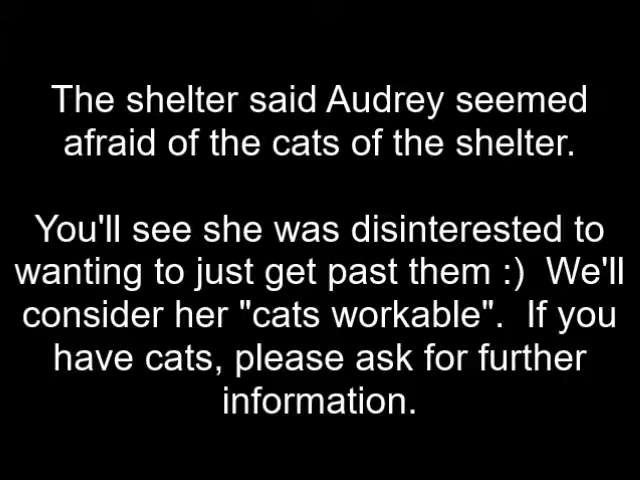 The shelter said Audrey seemed
afraid of the cats of the shelter.
You'll see she was disinterested to
wanting to just get past them :)  We'll
consider her "cats workable".  If you
have cats, please ask for further
information.